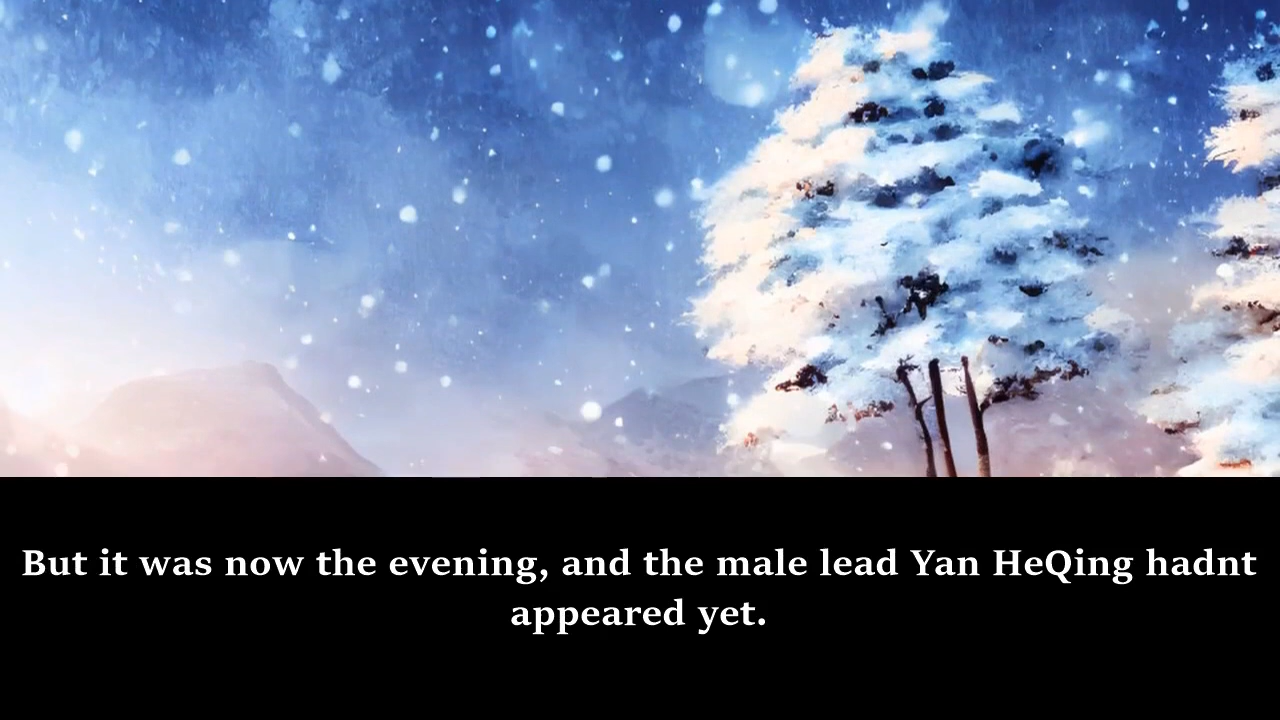 But it was now the evening, and the male lead Yan HeQing hadnt
appeared yet.